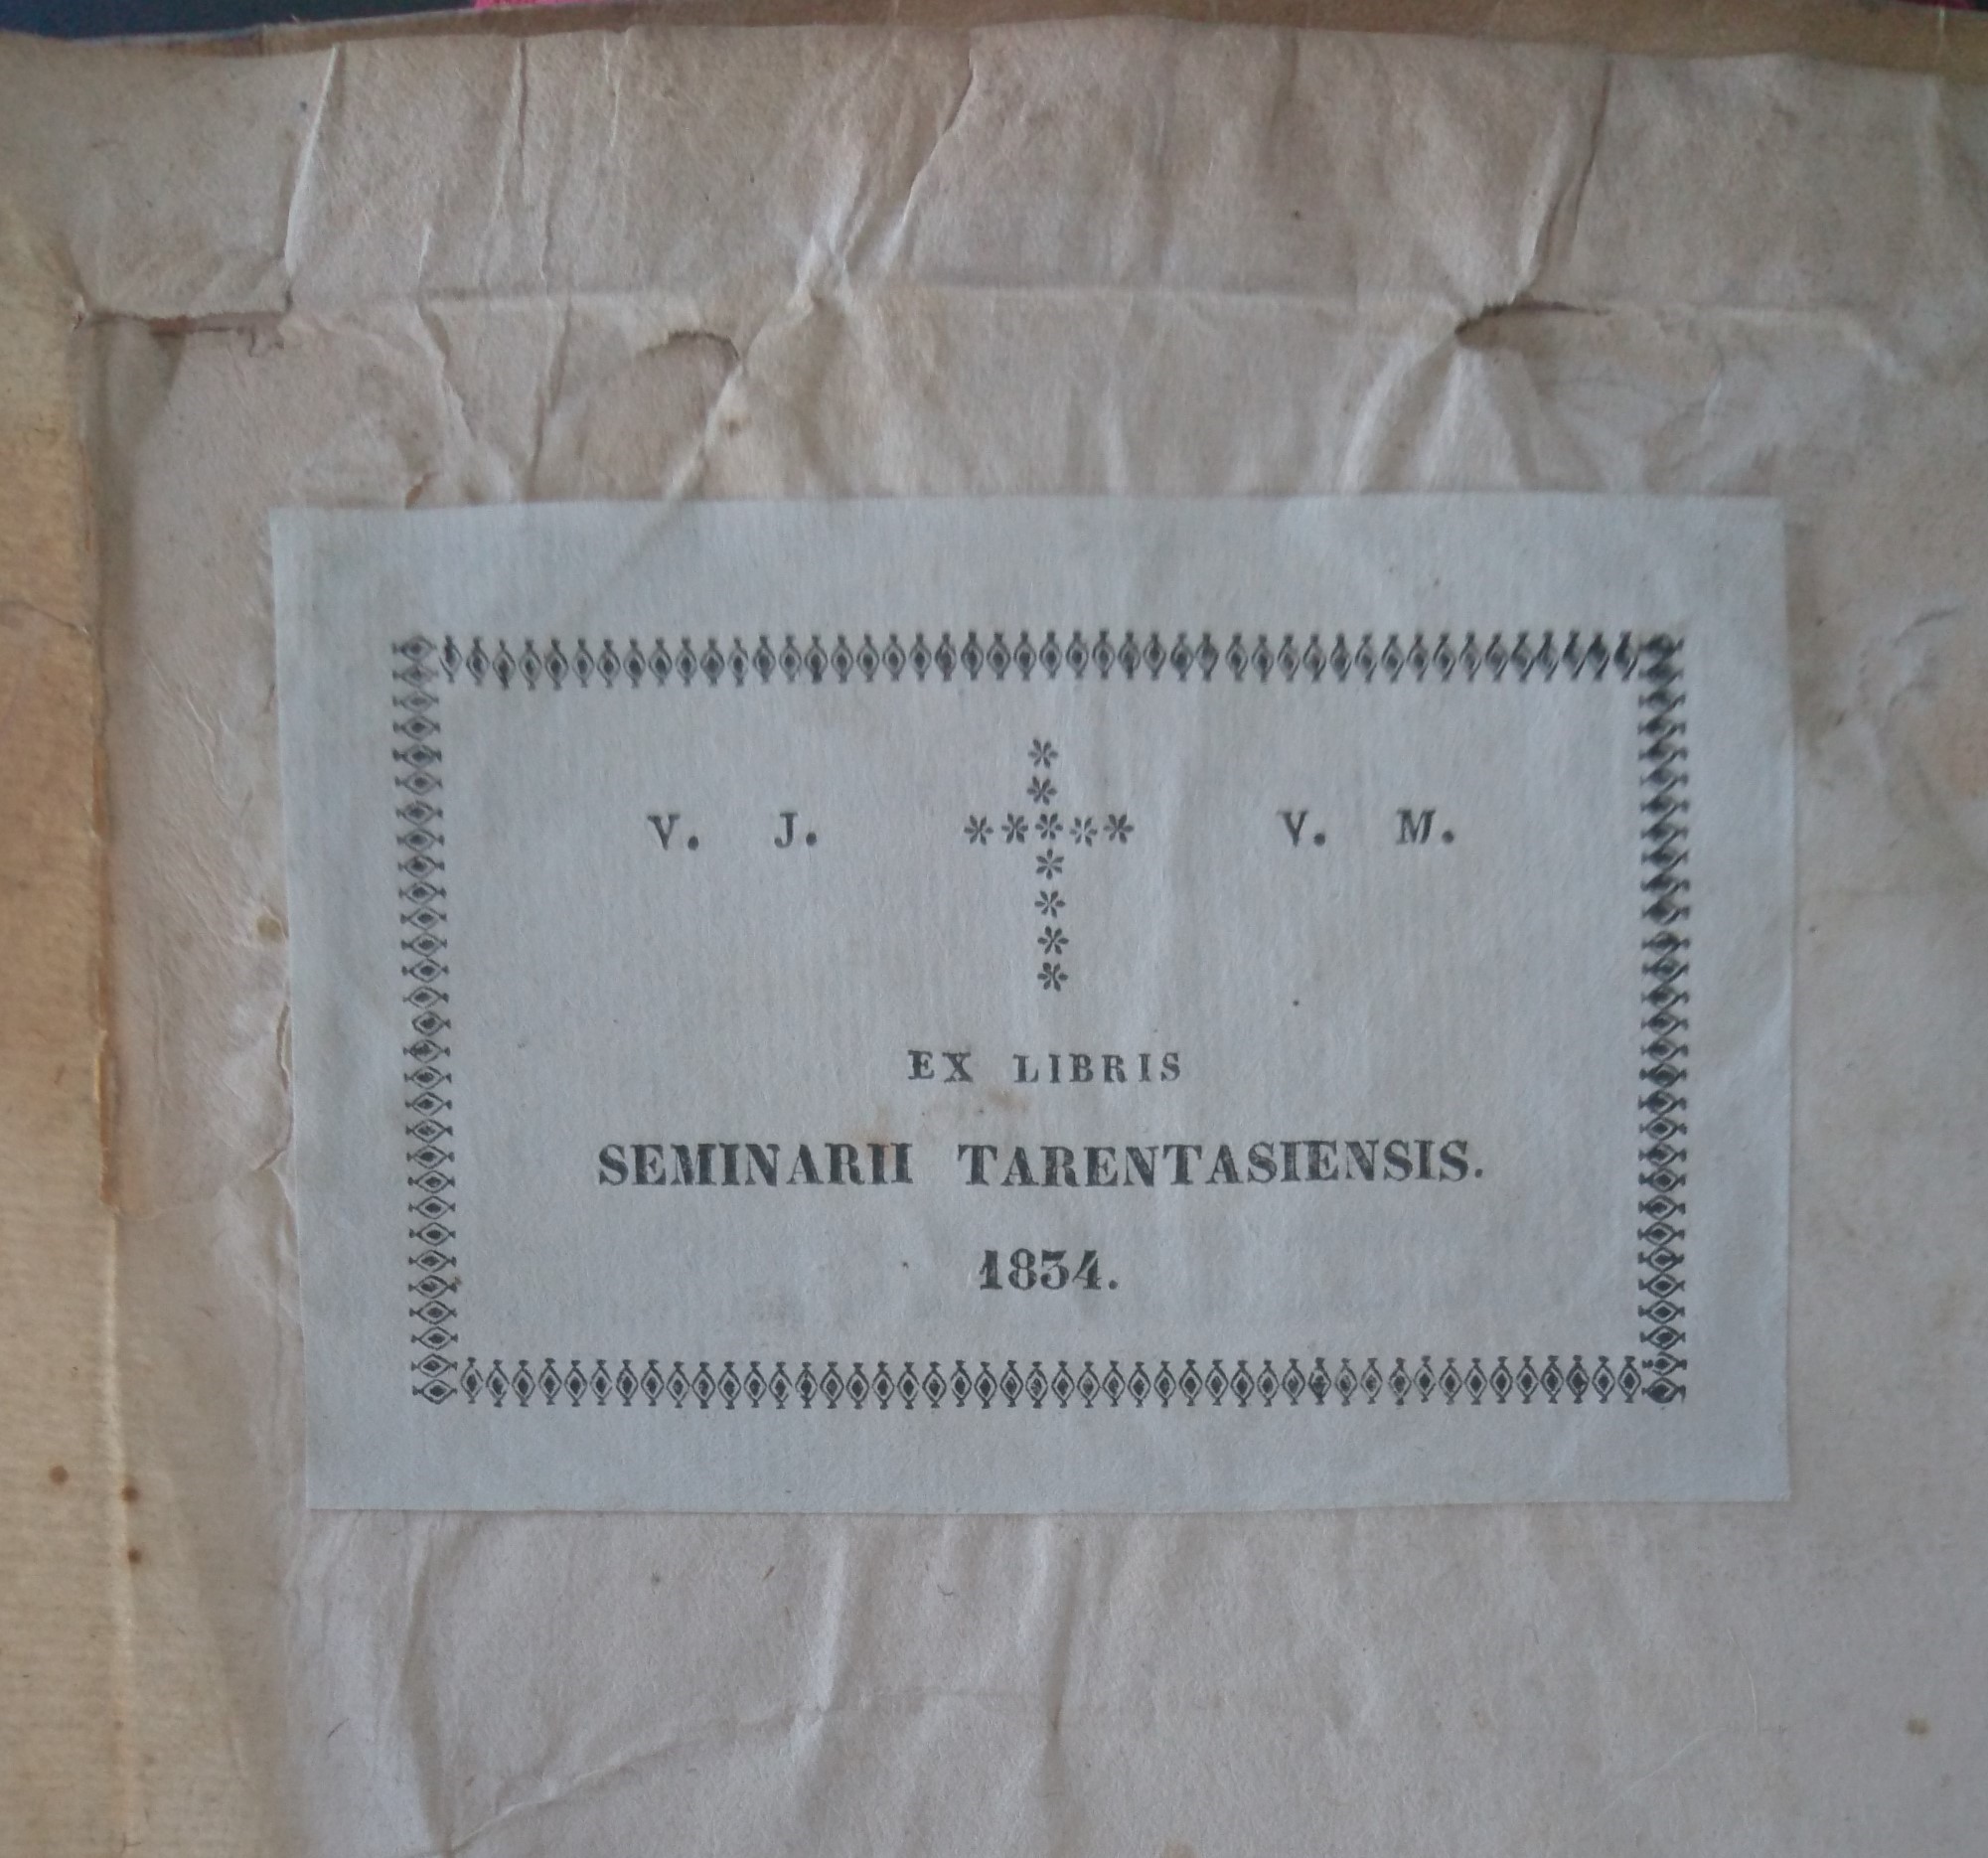 V. J. V. M.
EX LIBRIS
SEMINARII TARENTASIENSIS.
1834.